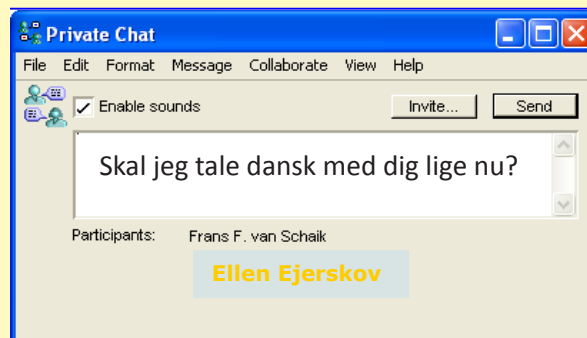 Private Chat
File Edit Format Message Collaborate View Help
Enable sounds Invite... Send
Skal jeg tale dansk med dig lige nu?
Participants: Frans F. van Schaik
Ellen Ejerskov